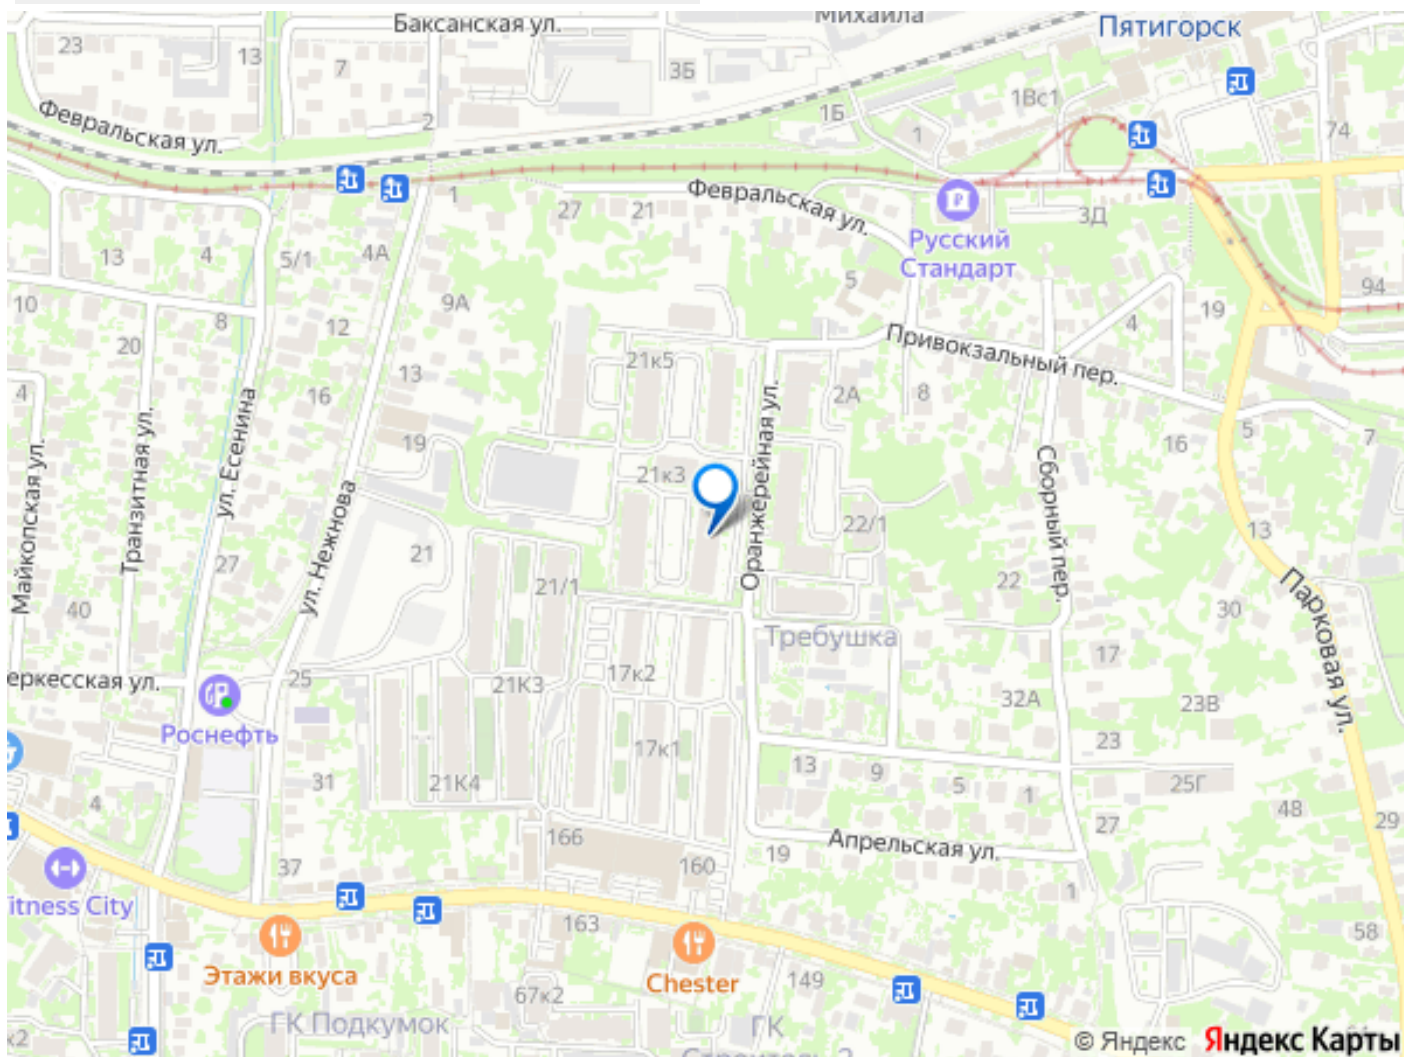 Баксанская ул.
Михаила
Пятигорск
23
13
7
3Б
1Вс1
1Б
1
74
Февральская ул.
2
1
27
21
Февральская ул.
3Д
Русский
Стандарт
13
4
5/1
4А
5
94
10
8
12
9А
19
4
20
21к5
Привокзальный пер.
13
16
2А
8
4
19
16
5
7
Майкопская ул.
Транзитная ул.
ул. Есенина
ул. Нежнова
21к3
Оранжерейная ул.
Сборный пер.
22/1
13
27
21
21/1
22
30
Парковая ул.
40
Требушка
17
еркесская ул.
25
21К3
17к2
32А
23В
Роснефть
17к1
23
31
21К4
13
9
5
1
25Г
4
48
27
29
166
160
19
Апрельская ул.
37
1
itness City
163
58
Этажи вкуса
Chester
149
67к2
к2
ГК Подкумок
ГК
Строитель 2
© Яндекс Яндекс Карты